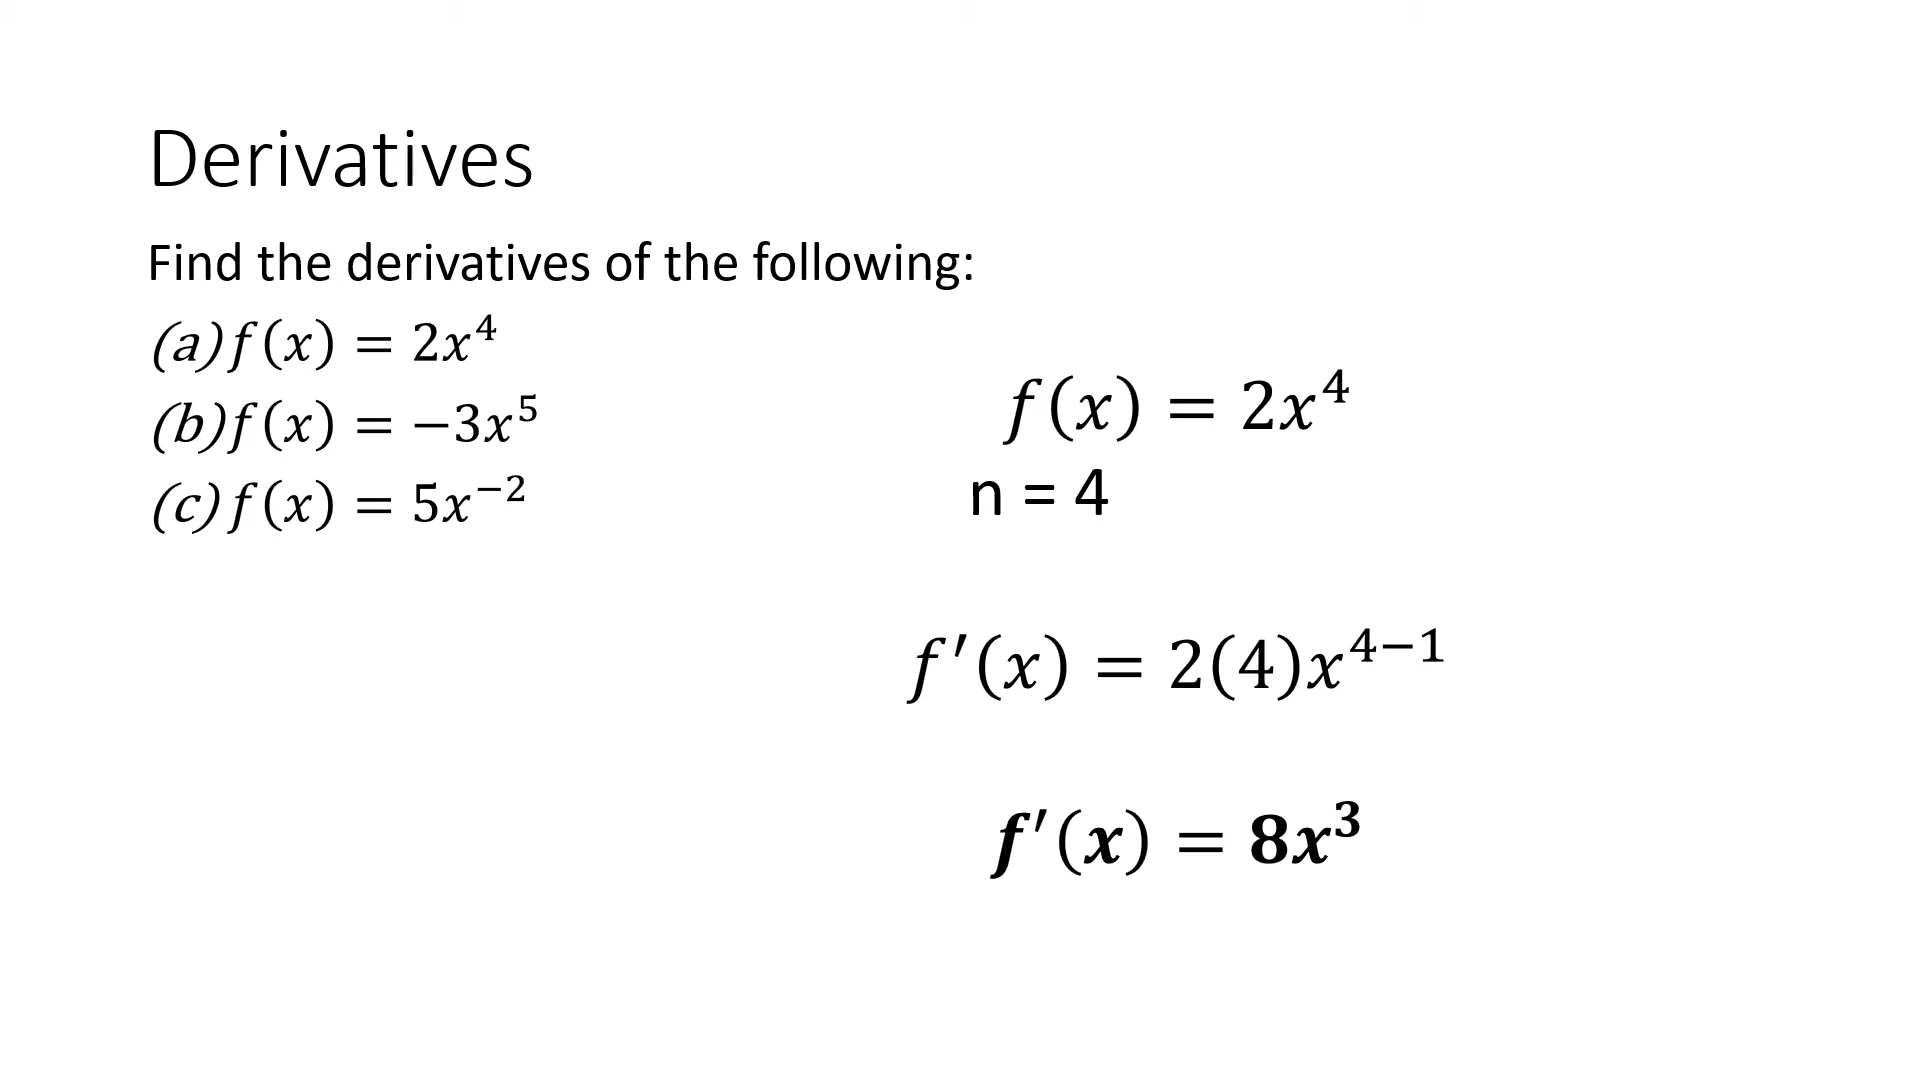 Derivatives
Find the derivatives of the following:
(a) f(x) = 2x⁴
(b) f(x) = −3x⁵
(c) f(x) = 5x⁻²
f(x) = 2x⁴
n = 4
f′(x) = 2(4)x⁴⁻¹
f′(x) = 8x³